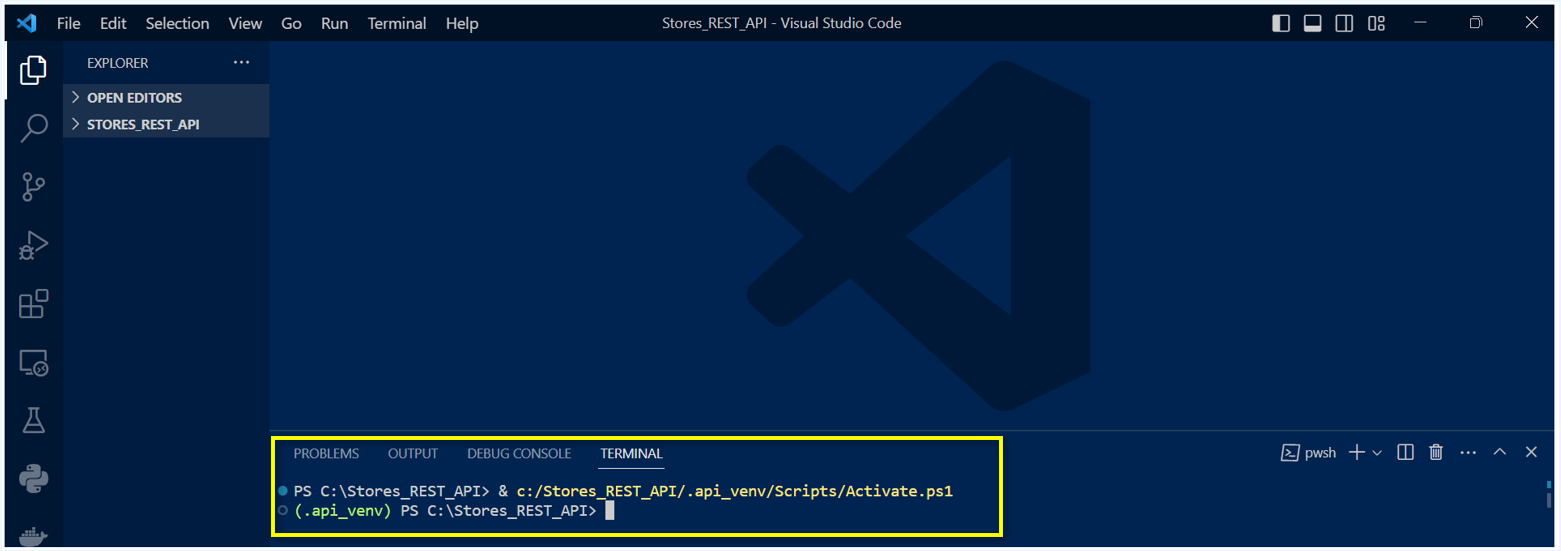 File Edit Selection View Go Run Terminal Help Stores_REST_API - Visual Studio Code
EXPLORER
OPEN EDITORS
STORES_REST_API
PROBLEMS OUTPUT DEBUG CONSOLE TERMINAL pwsh
PS C:\Stores_REST_API> & c:/Stores_REST_API/.api_venv/Scripts/Activate.ps1
(.api_venv) PS C:\Stores_REST_API>